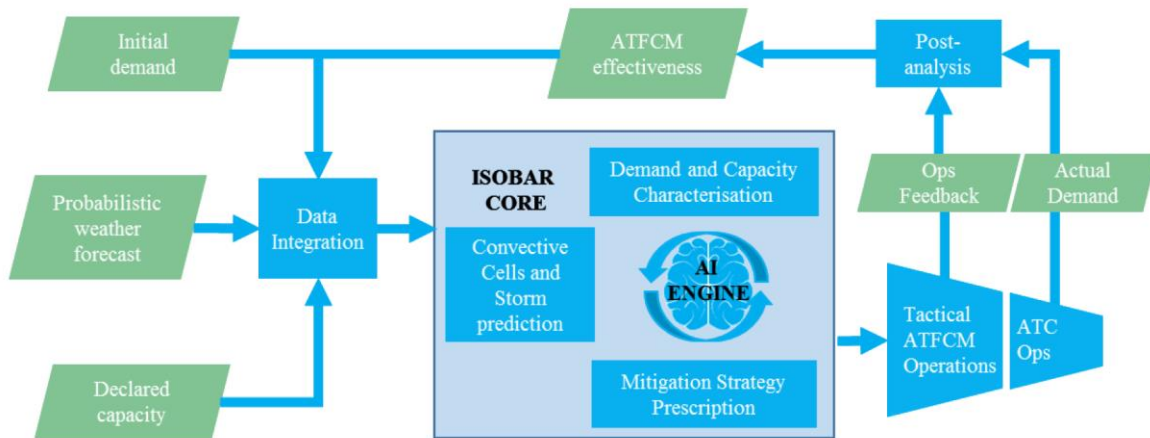 Initial
demand
ATFCM
effectiveness
Post-
analysis
Probabilistic
weather
forecast
Data
Integration
ISOBAR
CORE
Demand and Capacity
Characterisation
Convective
Cells and
Storm
prediction
AI
ENGINE
Mitigation Strategy
Prescription
Ops
Feedback
Actual
Demand
Tactical
ATFCM
Operations
ATC
Ops
Declared
capacity